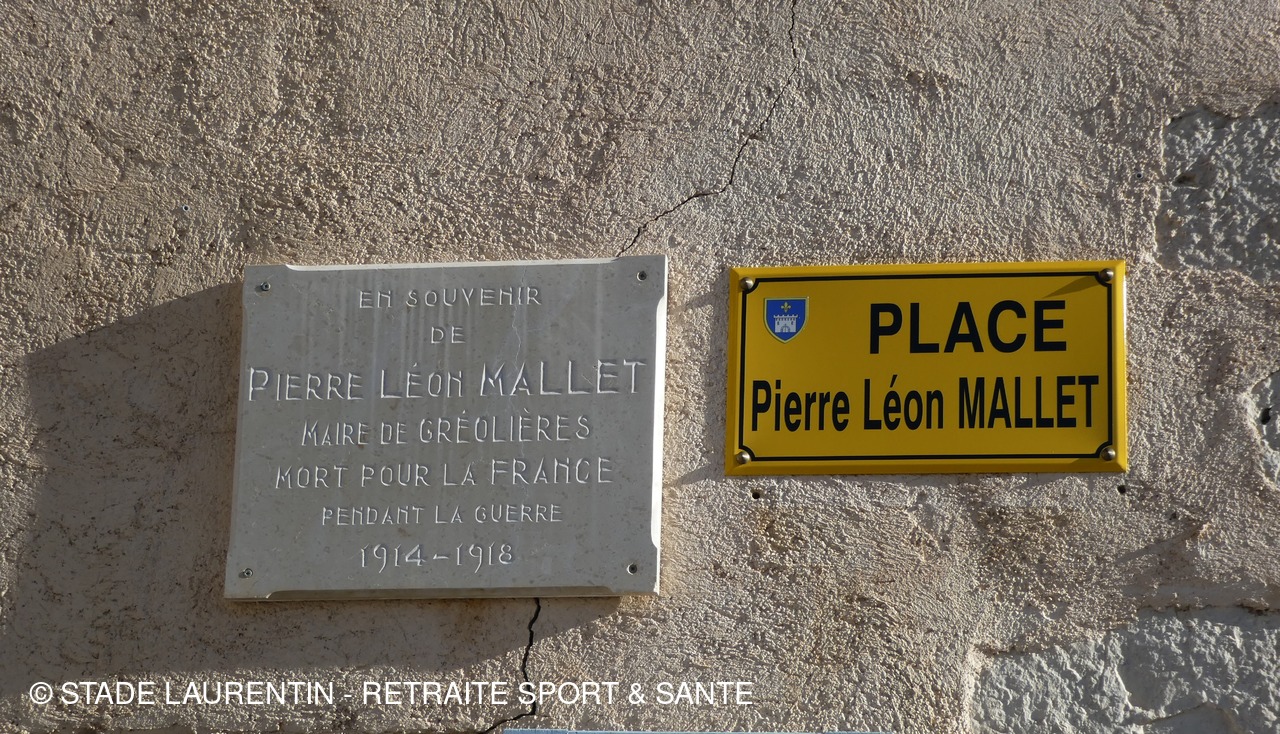 EN SOUVENIR
DE
PIERRE LÉON MALLET
MAIRE DE GRÉOLIÈRES
MORT POUR LA FRANCE
PENDANT LA GUERRE
1914-1918
PLACE
Pierre Léon MALLET
© STADE LAURENTIN - RETRAITE SPORT & SANTE